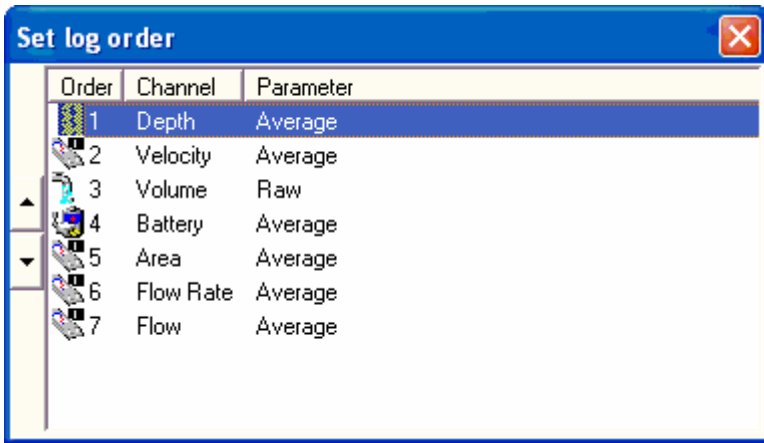 Set log order
Order Channel Parameter
1 Depth Average
2 Velocity Average
3 Volume Raw
4 Battery Average
5 Area Average
6 Flow Rate Average
7 Flow Average